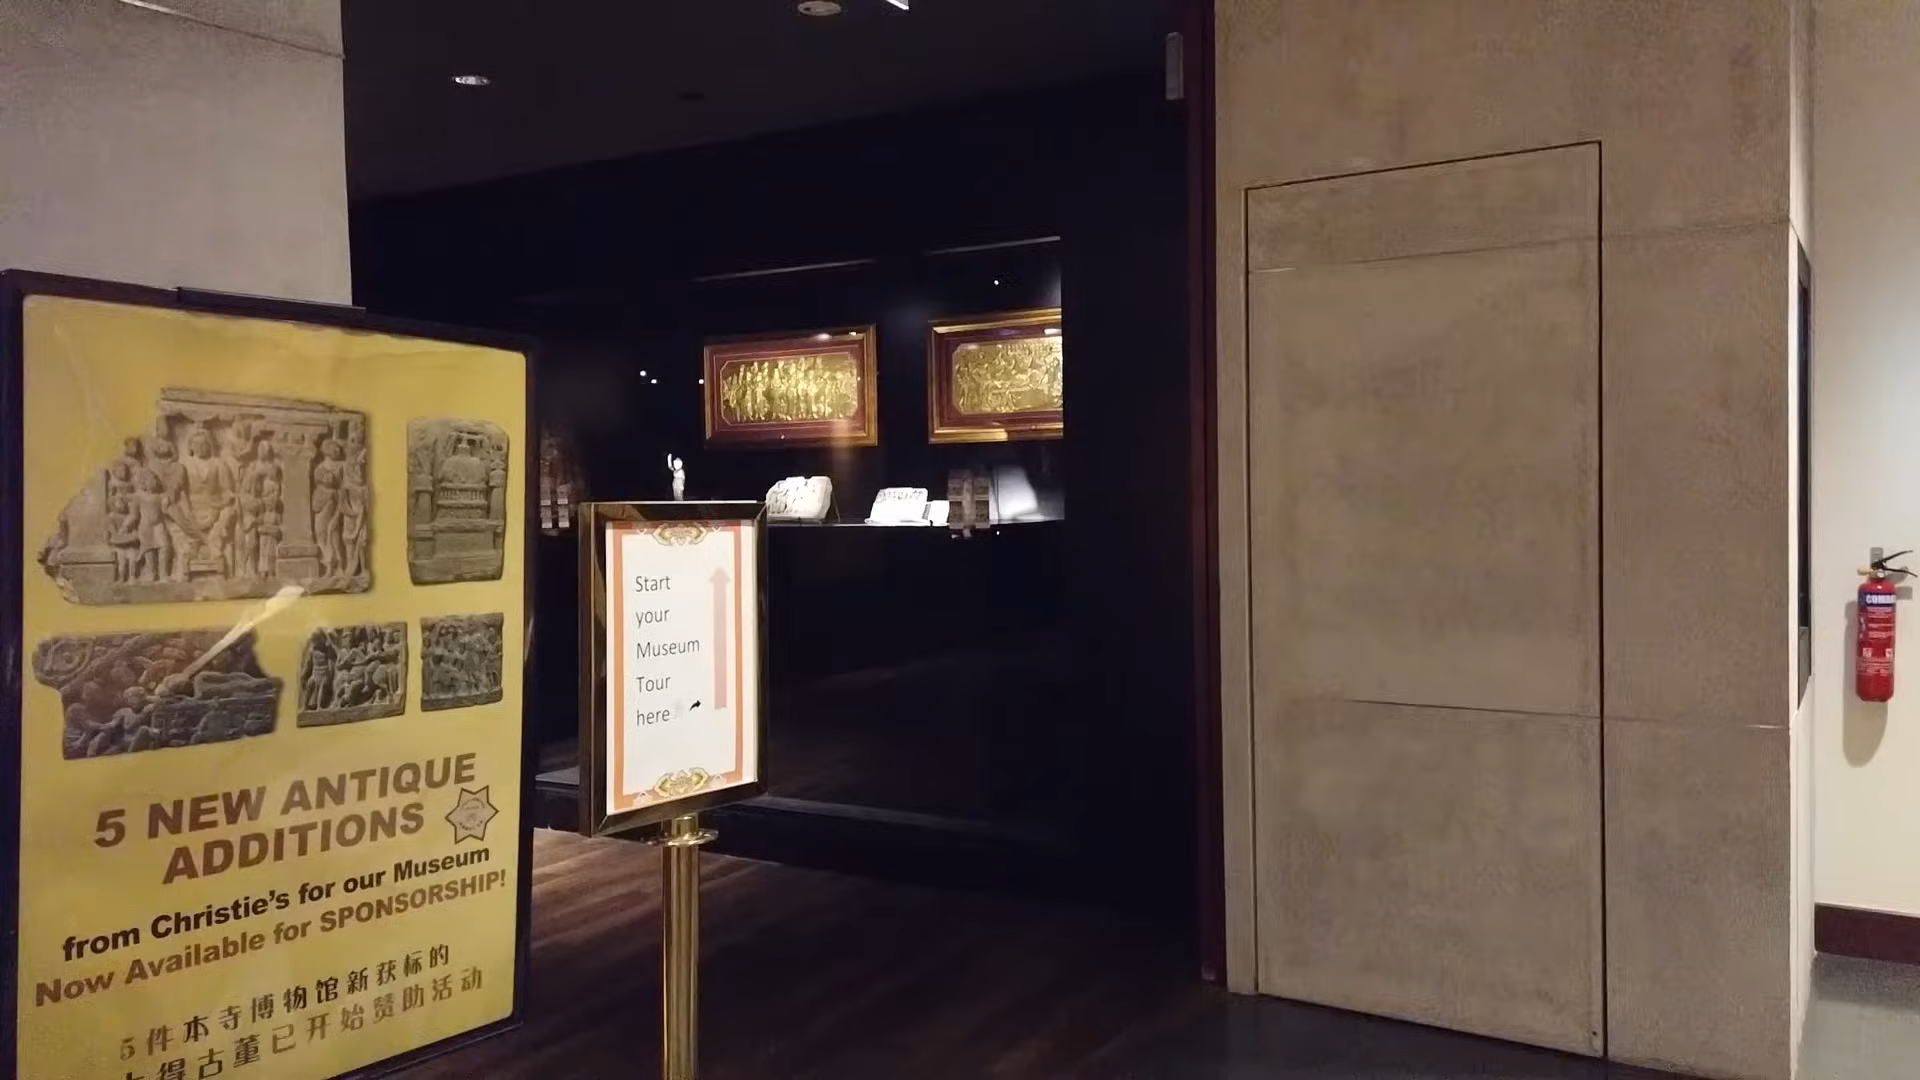 5 NEW ANTIQUE
ADDITIONS
from Christie's for our Museum
Now Available for SPONSORSHIP!
5件本寺博物馆新获标的
得古董已开始赞助活动
Start
your
Museum
Tour
here